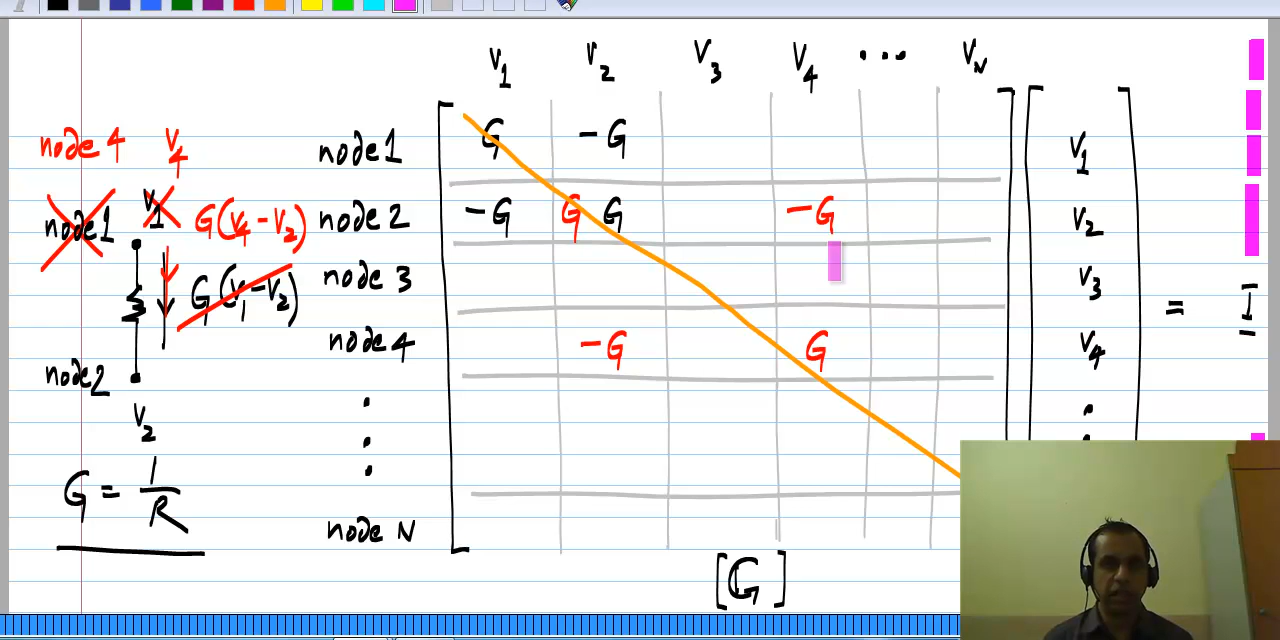 V1 V2 V3 V4 ... VN
node 4 V4
node 1 G -G
node1 V1 G(V4-V2)
node 2 -G G G -G
G(V1-V2)
node 3
node 4 -G G
node2
V2
G = 1/R
node N
[G]
V1
V2
V3
V4
= I